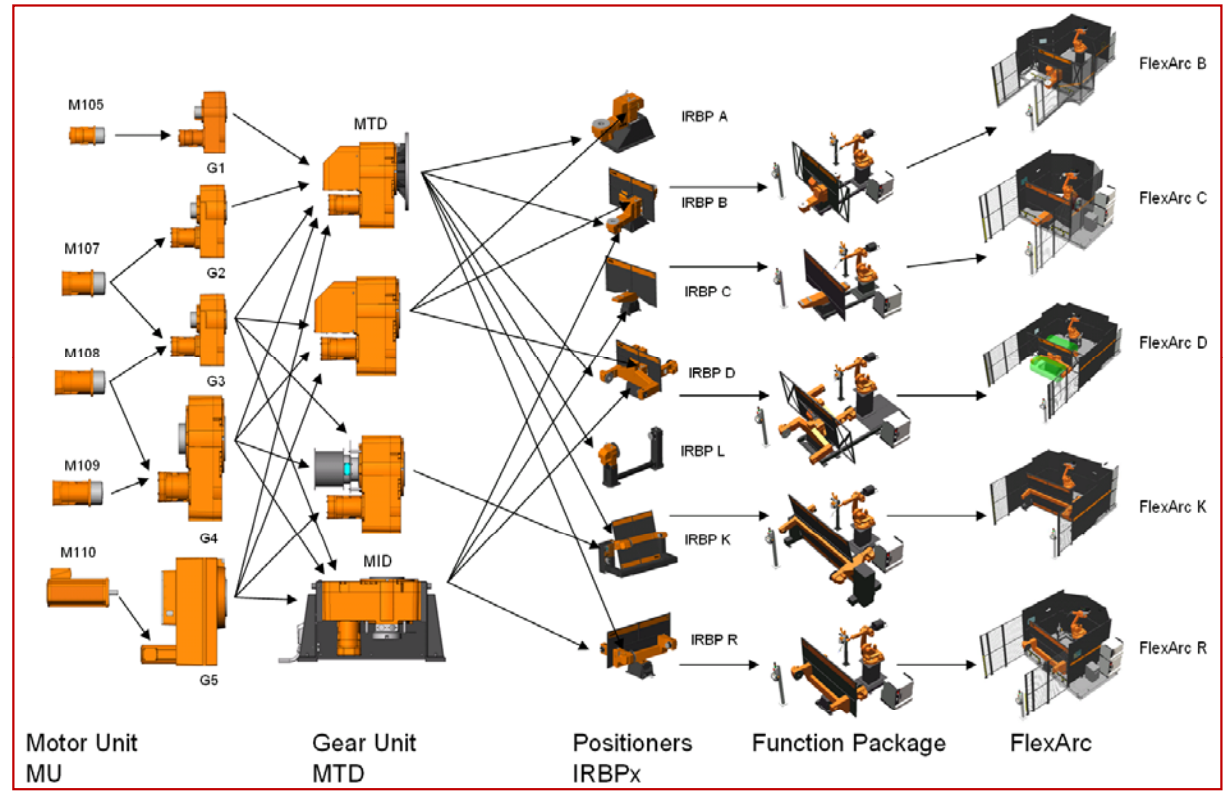 M105
G1
M107
G2
M108
G3
M109
G4
M110
G5
MTD
MID
IRBP A
IRBP B
IRBP C
IRBP D
IRBP L
IRBP K
IRBP R
FlexArc B
FlexArc C
FlexArc D
FlexArc K
FlexArc R
Motor Unit
MU
Gear Unit
MTD
Positioners
IRBPx
Function Package
FlexArc